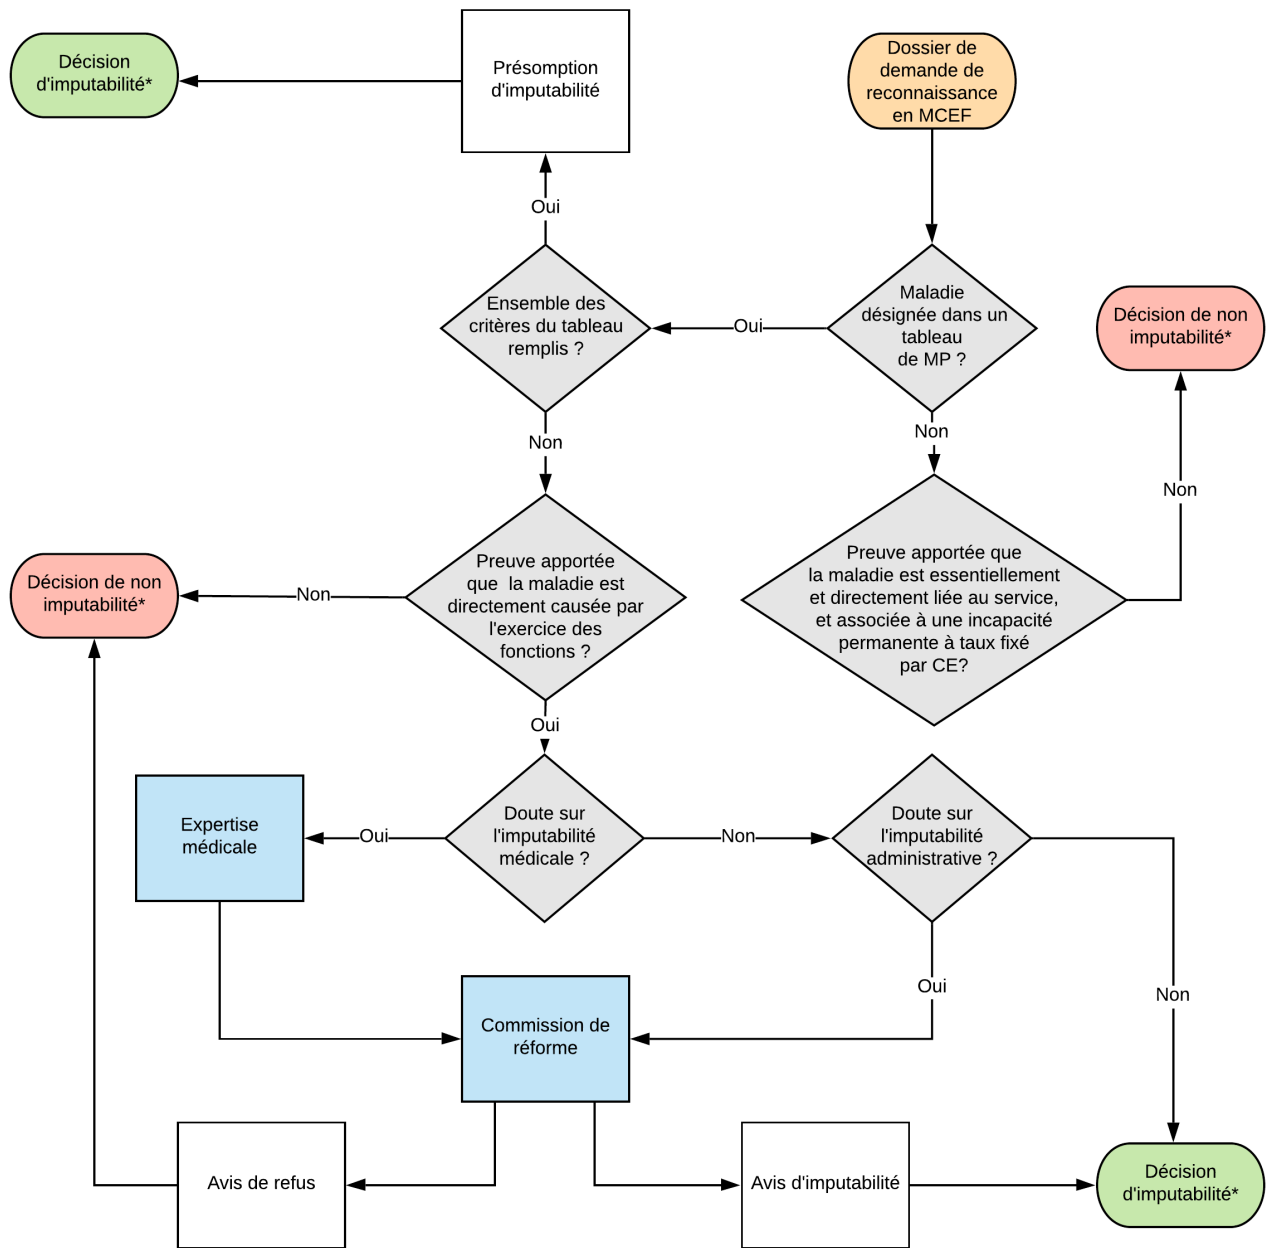 Décision
d'imputabilité*
Présomption
d'imputabilité
Dossier de
demande de
reconnaissance
en MCEF
Oui
Ensemble des
critères du tableau
remplis ?
Oui
Maladie
désignée dans un
tableau
de MP ?
Décision de non
imputabilité*
Non
Non
Non
Preuve apportée
que  la maladie est
directement causée par
l'exercice des
fonctions ?
Preuve apportée que
la maladie est essentiellement
et directement liée au service,
et associée à une incapacité
permanente à taux fixé
par CE?
Décision de non
imputabilité*
Non
Oui
Expertise
médicale
Oui
Doute sur
l'imputabilité
médicale ?
Non
Doute sur
l'imputabilité
administrative ?
Oui
Non
Commission de
réforme
Avis de refus
Avis d'imputabilité
Décision
d'imputabilité*